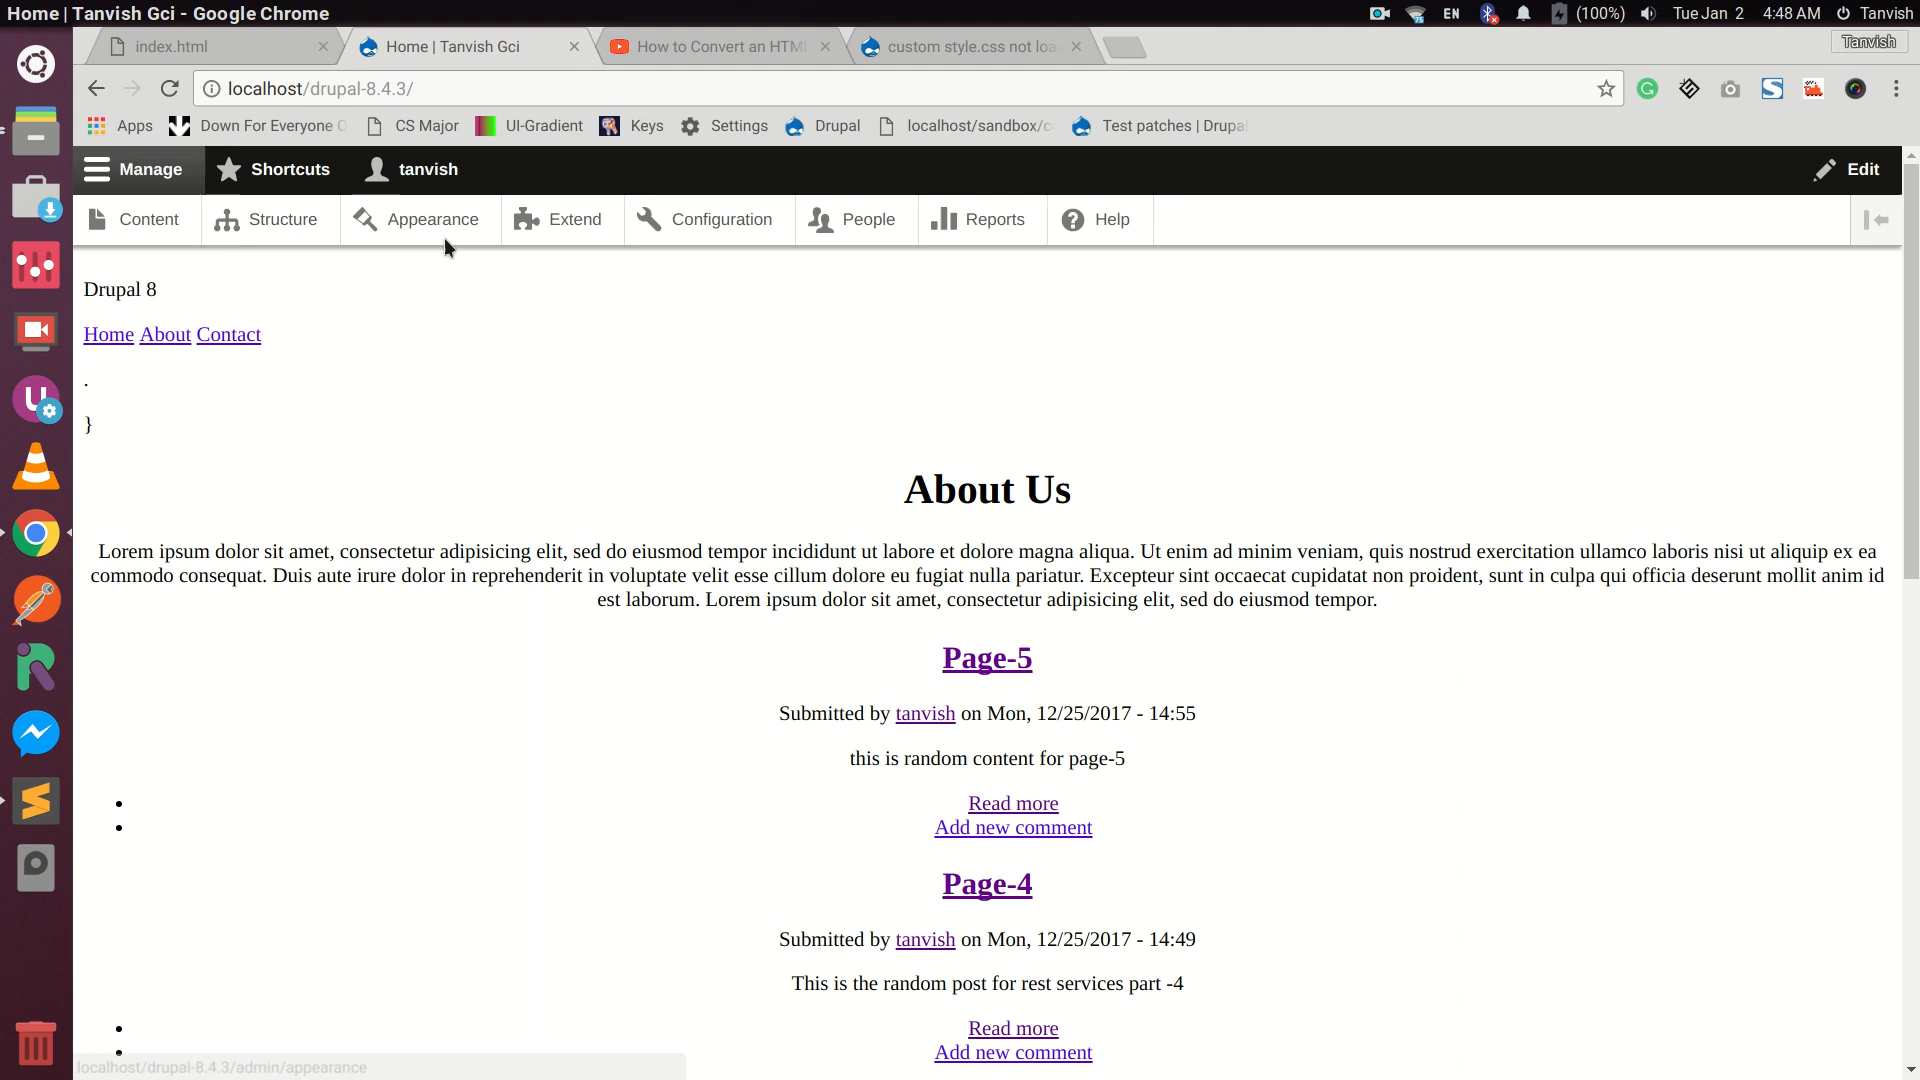 Home | Tanvish Gci - Google Chrome
EN
(100%)
Tue Jan 2
4:48 AM
Tanvish
index.html
Home | Tanvish Gci
How to Convert an HTM
custom style.css not loa
Tanvish
localhost/drupal-8.4.3/
Apps
Down For Everyone O
CS Major
UI-Gradient
Keys
Settings
Drupal
localhost/sandbox/c
Test patches | Drupal
Manage
Shortcuts
tanvish
Edit
Content
Structure
Appearance
Extend
Configuration
People
Reports
Help
Drupal 8
Home About Contact
.
}
About Us
Lorem ipsum dolor sit amet, consectetur adipisicing elit, sed do eiusmod tempor incididunt ut labore et dolore magna aliqua. Ut enim ad minim veniam, quis nostrud exercitation ullamco laboris nisi ut aliquip ex ea
commodo consequat. Duis aute irure dolor in reprehenderit in voluptate velit esse cillum dolore eu fugiat nulla pariatur. Excepteur sint occaecat cupidatat non proident, sunt in culpa qui officia deserunt mollit anim id
est laborum. Lorem ipsum dolor sit amet, consectetur adipisicing elit, sed do eiusmod tempor.
Page-5
Submitted by tanvish on Mon, 12/25/2017 - 14:55
this is random content for page-5
Read more
Add new comment
Page-4
Submitted by tanvish on Mon, 12/25/2017 - 14:49
This is the random post for rest services part -4
Read more
Add new comment
localhost/drupal-8.4.3/admin/appearance